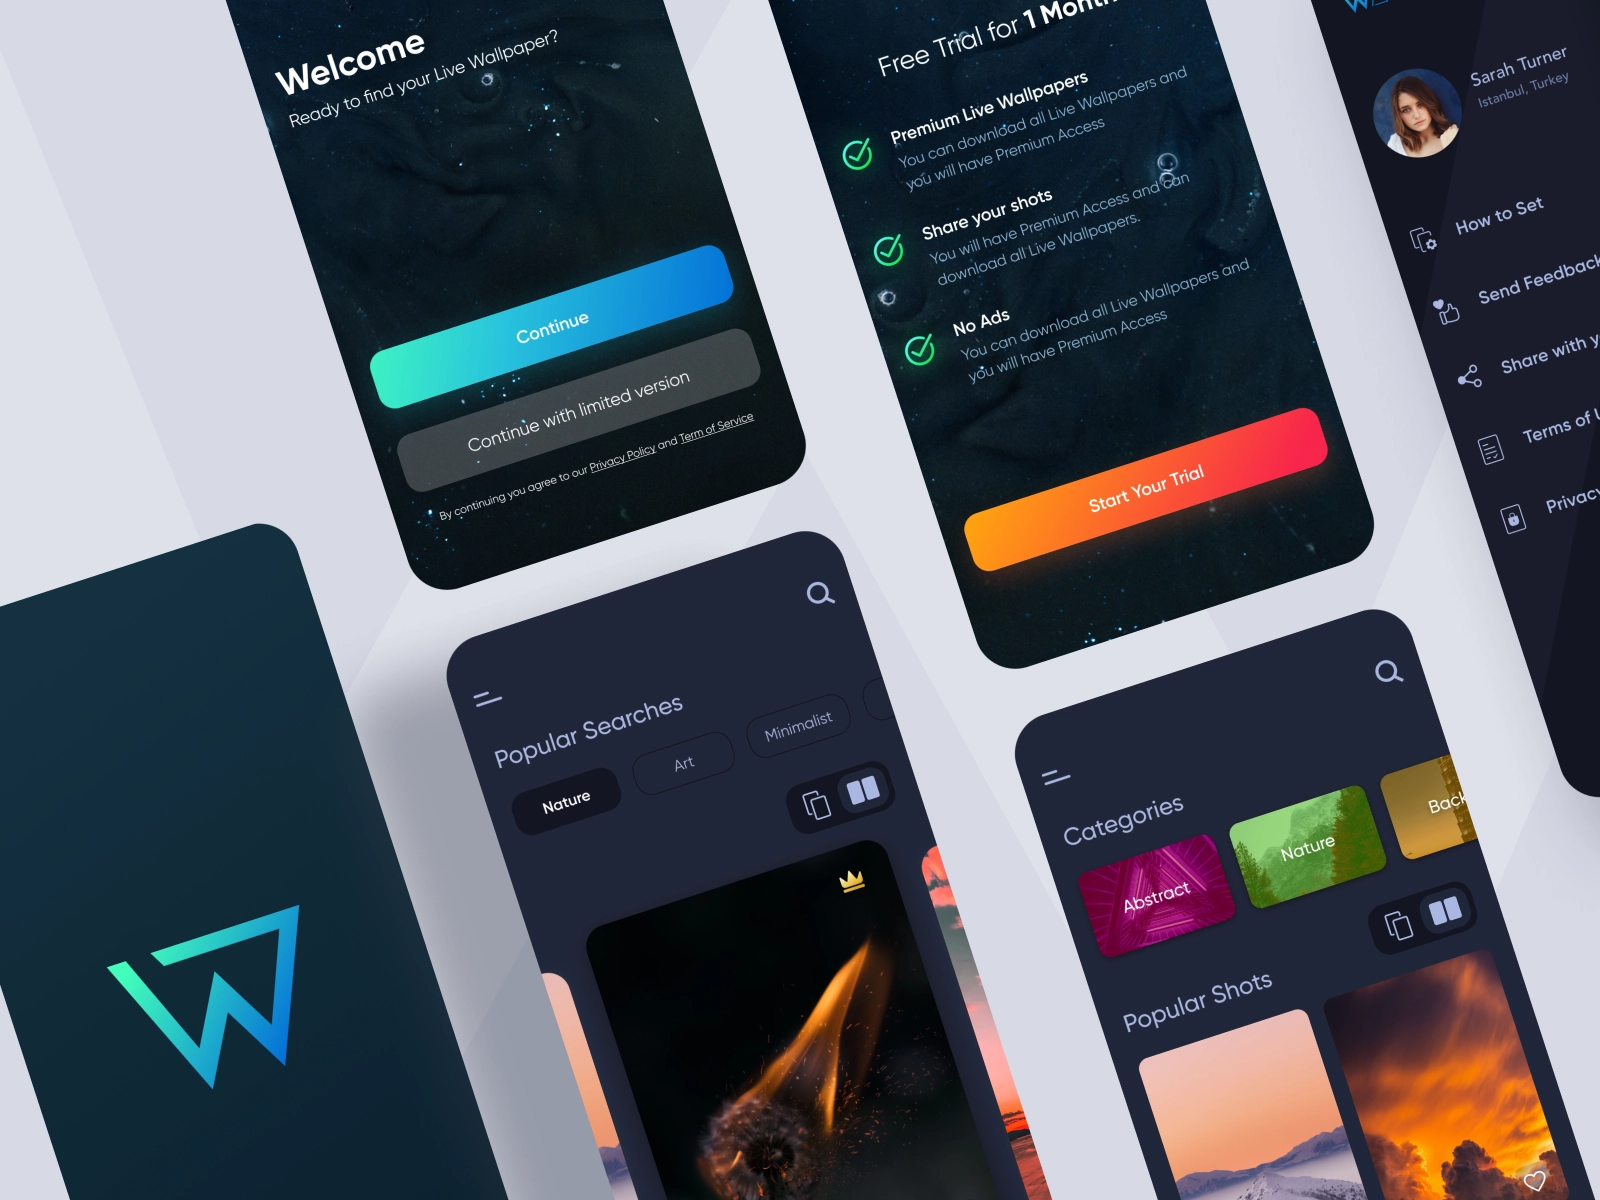 Welcome
Ready to find your Live Wallpaper?
Continue
Continue with limited version
By continuing you agree to our Privacy Policy and Term of Service
Free Trial for 1 Month
Premium Live Wallpapers
You can download all Live Wallpapers and
you will have Premium Access
Share your shots
You will have Premium Access and can
download all Live Wallpapers.
No Ads
You can download all Live Wallpapers and
you will have Premium Access
Start Your Trial
Sarah Turner
Istanbul, Turkey
How to Set
Send Feedback
Share with y
Terms of U
Privacy
Popular Searches
Nature
Art
Minimalist
Categories
Abstract
Nature
Back
Popular Shots